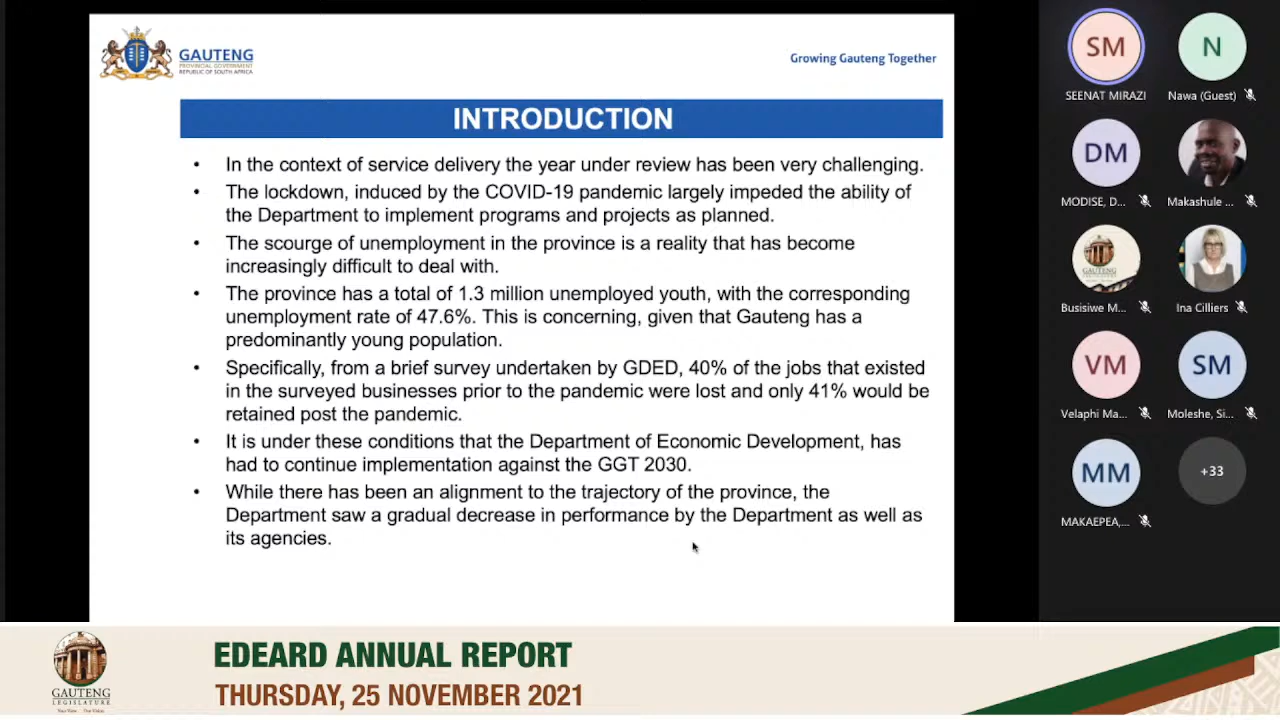 GAUTENG
PROVINCIAL GOVERNMENT
REPUBLIC OF SOUTH AFRICA
Growing Gauteng Together
INTRODUCTION
• In the context of service delivery the year under review has been very challenging.
• The lockdown, induced by the COVID-19 pandemic largely impeded the ability of
the Department to implement programs and projects as planned.
• The scourge of unemployment in the province is a reality that has become
increasingly difficult to deal with.
• The province has a total of 1.3 million unemployed youth, with the corresponding
unemployment rate of 47.6%. This is concerning, given that Gauteng has a
predominantly young population.
• Specifically, from a brief survey undertaken by GDED, 40% of the jobs that existed
in the surveyed businesses prior to the pandemic were lost and only 41% would be
retained post the pandemic.
• It is under these conditions that the Department of Economic Development, has
had to continue implementation against the GGT 2030.
• While there has been an alignment to the trajectory of the province, the
Department saw a gradual decrease in performance by the Department as well as
its agencies.
SM
N
SEENAT MIRAZI
Nawa (Guest)
DM
MODISE, D...
Makashule ...
GAUTENG
Busisiwe M...
Ina Cilliers
VM
SM
Velaphi Ma...
Moleshe, Si...
MM
+33
MAKAEPEA,...
EDEARD ANNUAL REPORT
THURSDAY, 25 NOVEMBER 2021
GAUTENG
LEGISLATURE